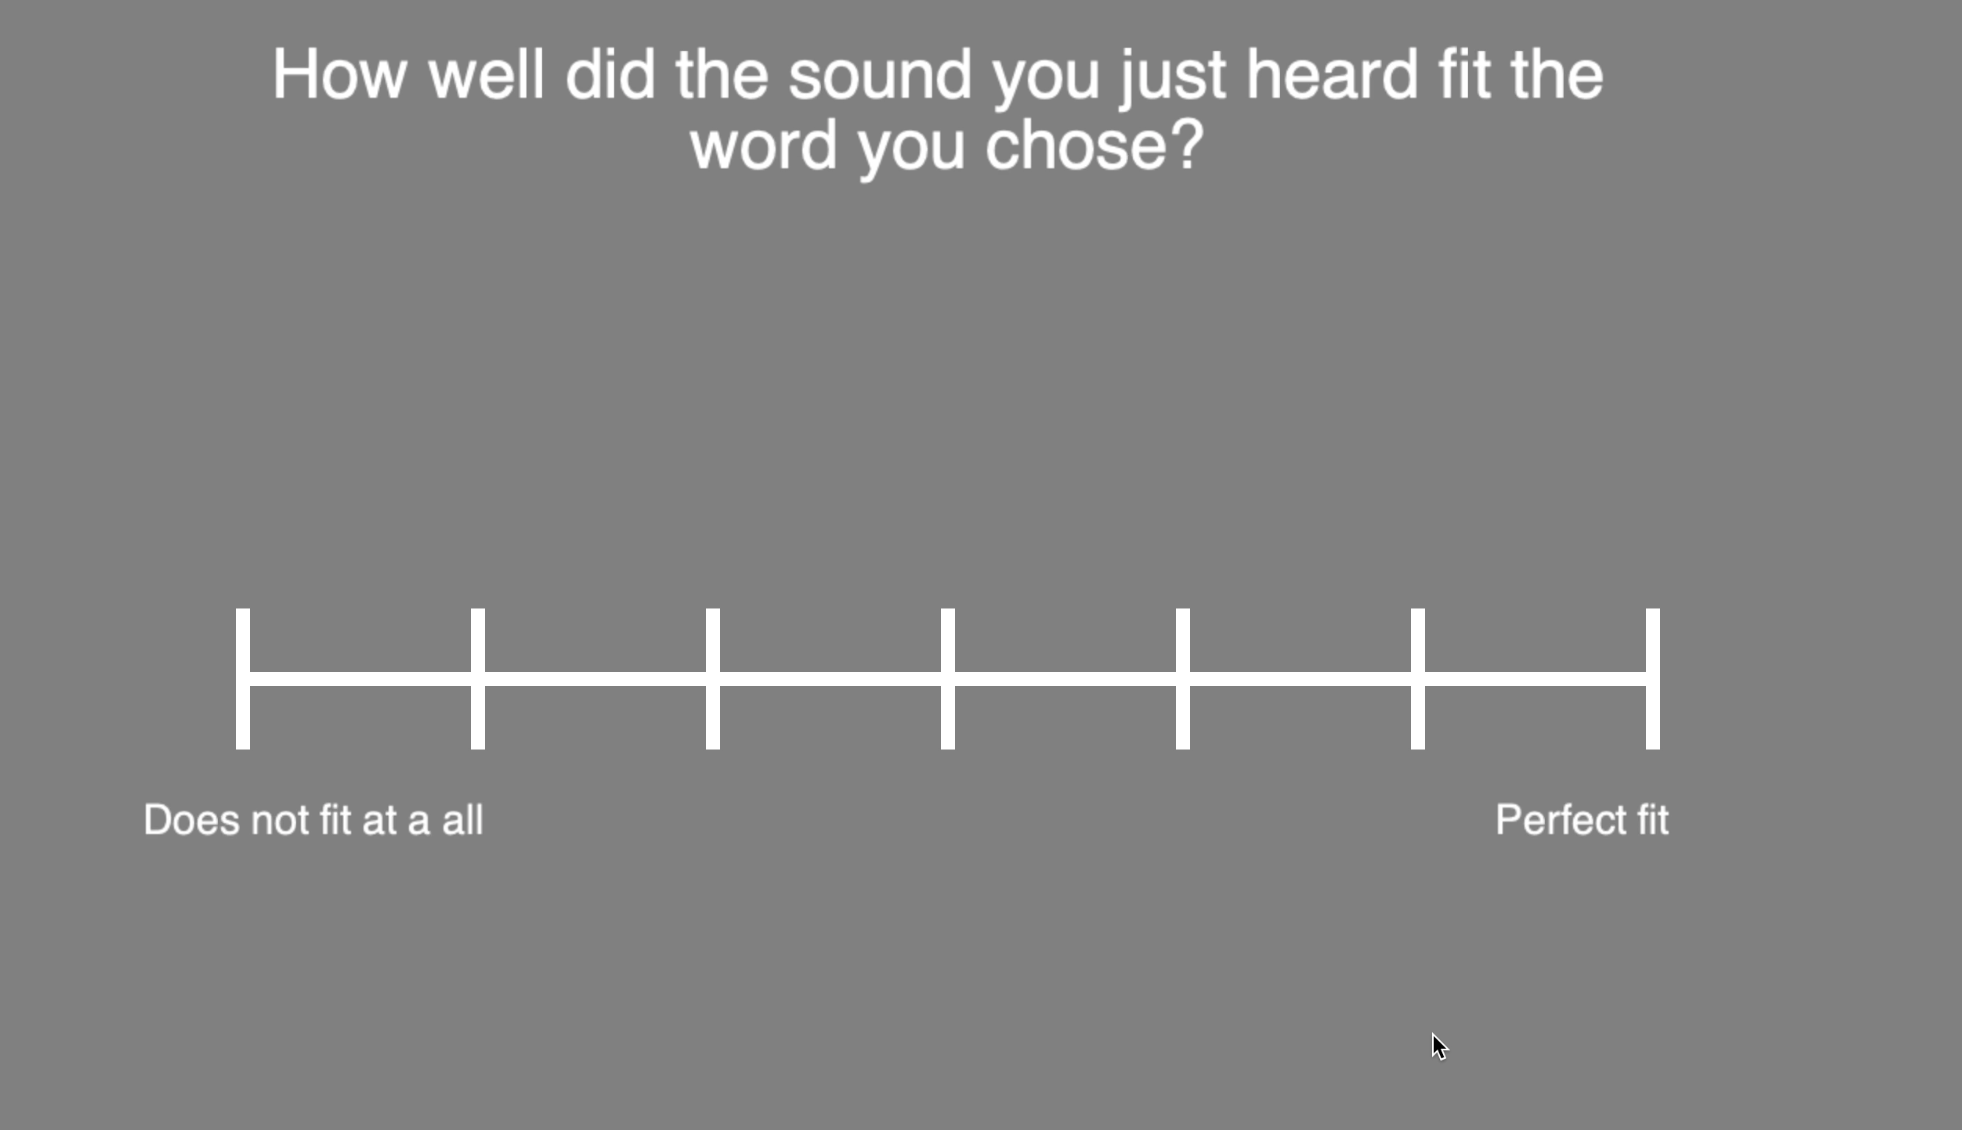 How well did the sound you just heard fit the
word you chose?
Does not fit at a all
Perfect fit